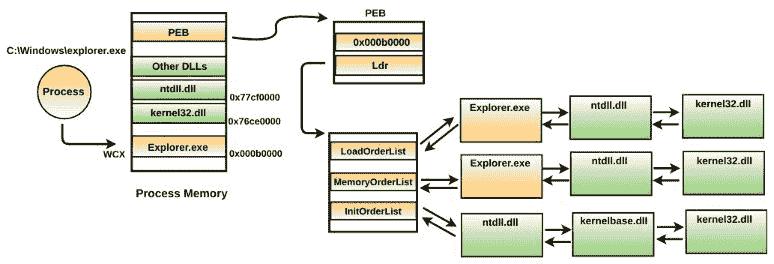 C:\Windows\explorer.exe
Process
PEB
Other DLLs
ntdll.dll
0x77cf0000
kernel32.dll
0x76ce0000
WCX
Explorer.exe
0x000b0000
Process Memory
PEB
0x000b0000
Ldr
LoadOrderList
MemoryOrderList
InitOrderList
Explorer.exe
ntdll.dll
kernel32.dll
Explorer.exe
ntdll.dll
kernel32.dll
ntdll.dll
kernelbase.dll
kernel32.dll